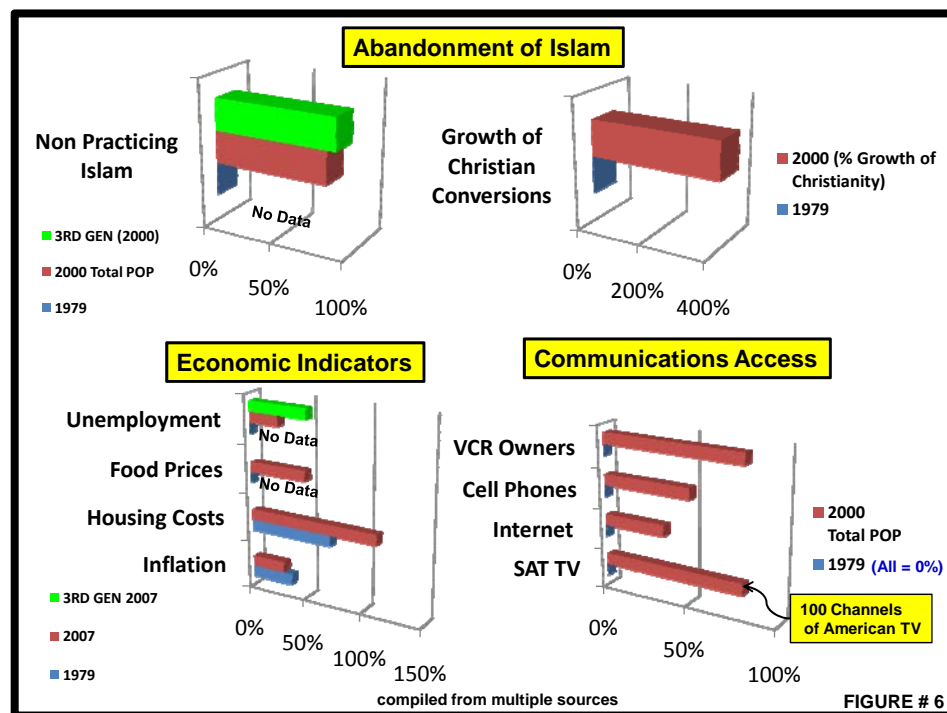 Abandonment of Islam
Non Practicing
Islam
No Data
3RD GEN (2000)
2000 Total POP
1979
0%
50%
100%
Growth of
Christian
Conversions
2000 (% Growth of
Christianity)
1979
0%
200%
400%
Economic Indicators
Unemployment
No Data
Food Prices
No Data
Housing Costs
Inflation
3RD GEN 2007
2007
1979
0%
50%
100%
150%
Communications Access
VCR Owners
Cell Phones
Internet
SAT TV
2000
Total POP
1979 (All = 0%)
100 Channels
of American TV
0%
50%
100%
compiled from multiple sources
FIGURE # 6